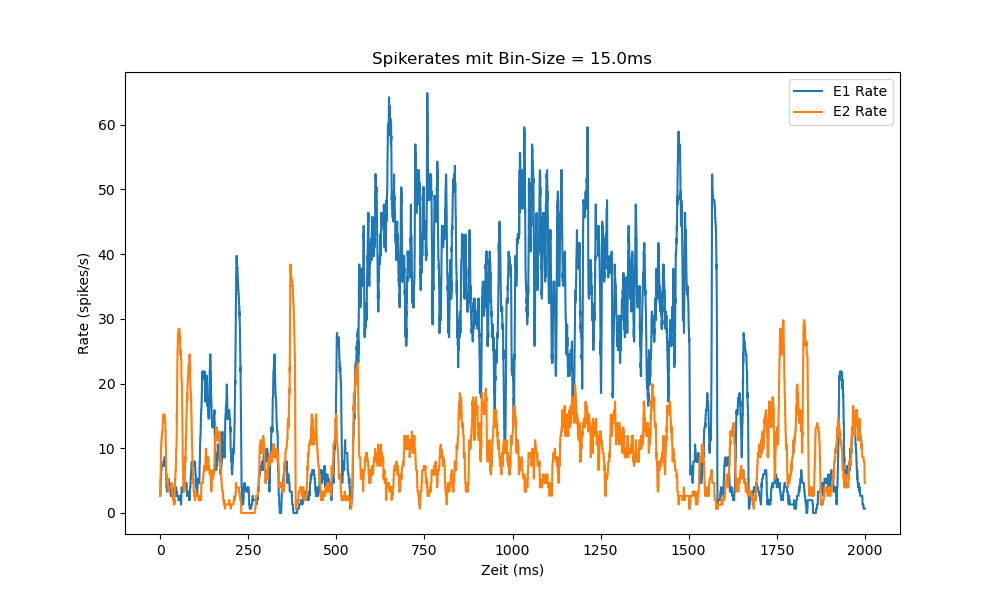 Spikerates mit Bin-Size = 15.0ms
E1 Rate
E2 Rate
Rate (spikes/s)
60
50
40
30
20
10
0
0 250 500 750 1000 1250 1500 1750 2000
Zeit (ms)